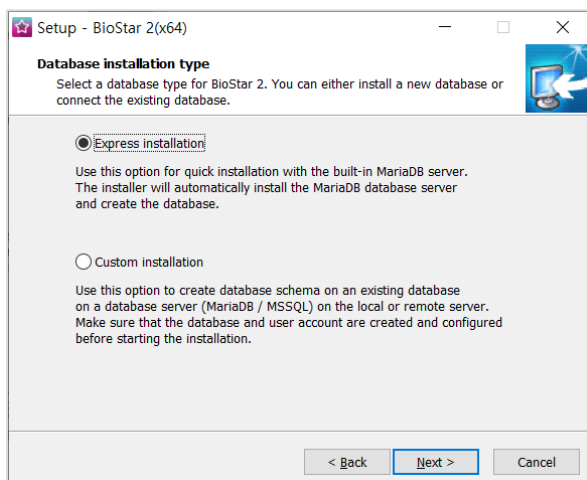 Setup - BioStar 2(x64)
Database installation type
Select a database type for BioStar 2. You can either install a new database or
connect the existing database.
Express installation
Use this option for quick installation with the built-in MariaDB server.
The installer will automatically install the MariaDB database server
and create the database.
Custom installation
Use this option to create database schema on an existing database
on a database server (MariaDB / MSSQL) on the local or remote server.
Make sure that the database and user account are created and configured
before starting the installation.
< Back
Next >
Cancel